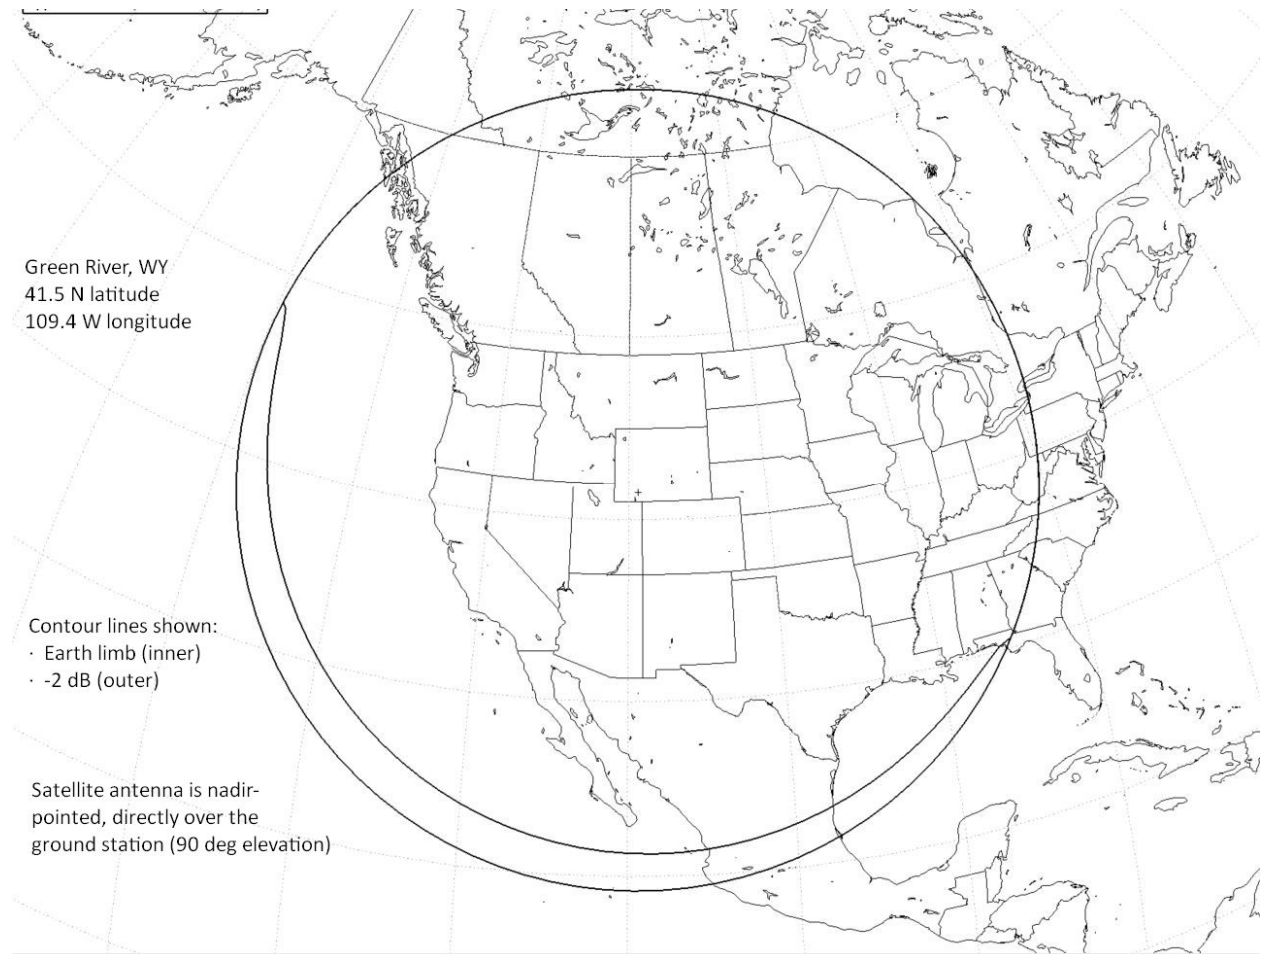 Green River, WY
41.5 N latitude
109.4 W longitude
Contour lines shown:
· Earth limb (inner)
· -2 dB (outer)
Satellite antenna is nadir-
pointed, directly over the
ground station (90 deg elevation)